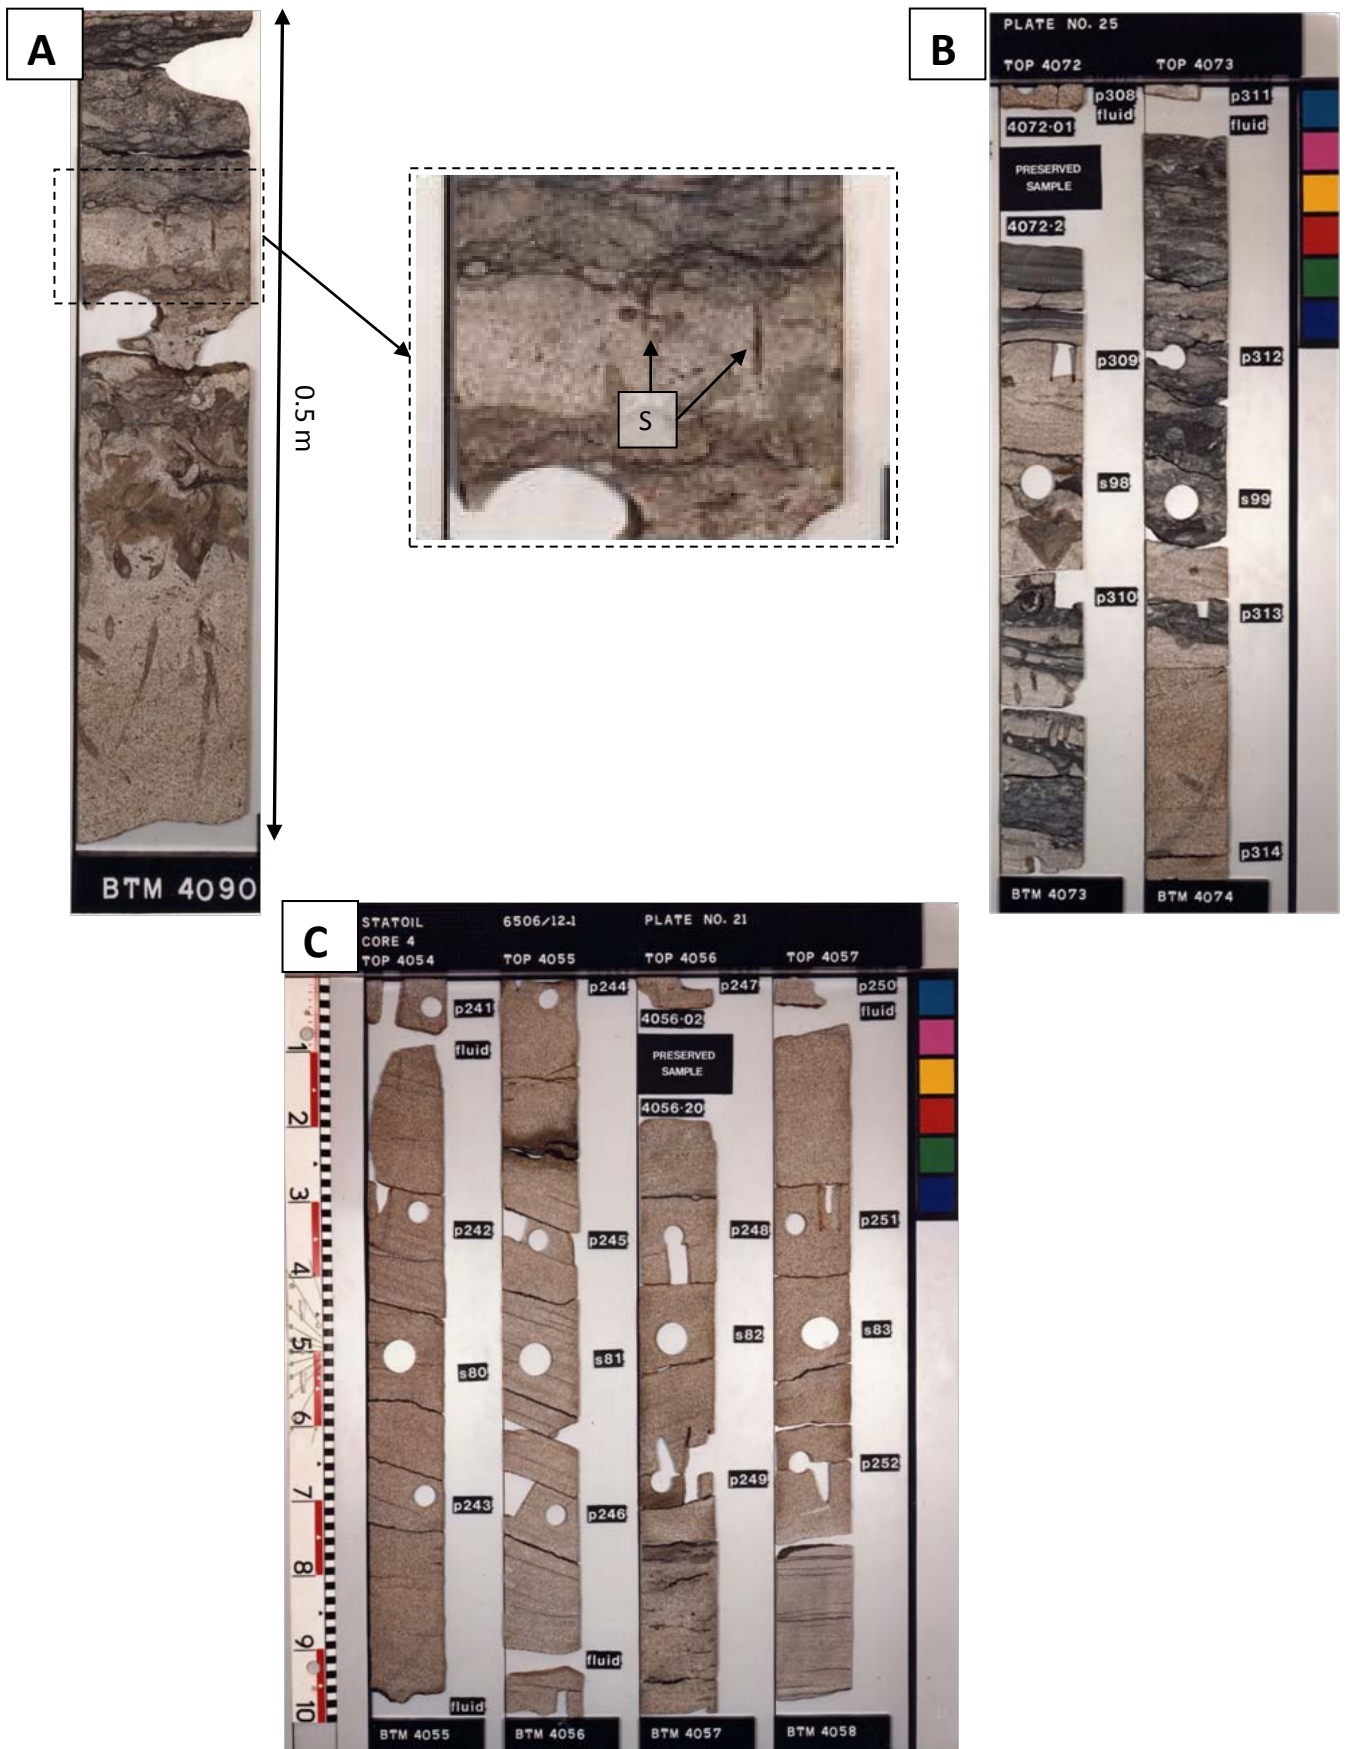 A
0.5 m
BTM 4090
S
B
PLATE NO. 25
TOP 4072
TOP 4073
p308
fluid
4072-01
PRESERVED
SAMPLE
4072-2
p309
s98
p310
BTM 4073
p311
fluid
p312
s99
p313
p314
BTM 4074
C
STATOIL
6506/12-1
PLATE NO. 21
CORE 4
TOP 4054
TOP 4055
TOP 4056
TOP 4057
1
2
3
4
5
6
7
8
9
10
p241
fluid
p242
s80
p243
fluid
BTM 4055
p244
p245
s81
p246
fluid
BTM 4056
p247
4056-02
PRESERVED
SAMPLE
4056-20
p248
s82
p249
BTM 4057
p250
fluid
p251
s83
p252
BTM 4058